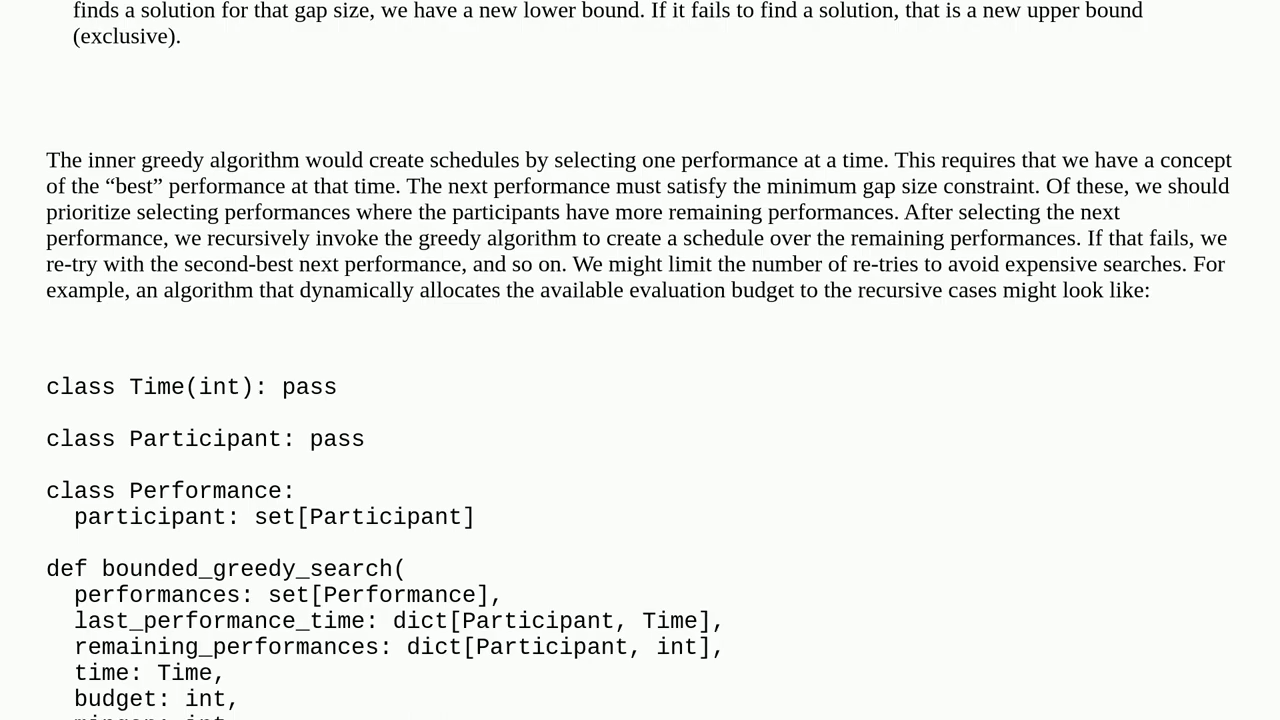 finds a solution for that gap size, we have a new lower bound. If it fails to find a solution, that is a new upper bound
(exclusive).
The inner greedy algorithm would create schedules by selecting one performance at a time. This requires that we have a concept
of the “best” performance at that time. The next performance must satisfy the minimum gap size constraint. Of these, we should
prioritize selecting performances where the participants have more remaining performances. After selecting the next
performance, we recursively invoke the greedy algorithm to create a schedule over the remaining performances. If that fails, we
re-try with the second-best next performance, and so on. We might limit the number of re-tries to avoid expensive searches. For
example, an algorithm that dynamically allocates the available evaluation budget to the recursive cases might look like:
class Time(int): pass
class Participant: pass
class Performance:
  participant: set[Participant]
def bounded_greedy_search(
  performances: set[Performance],
  last_performance_time: dict[Participant, Time],
  remaining_performances: dict[Participant, int],
  time: Time,
  budget: int,